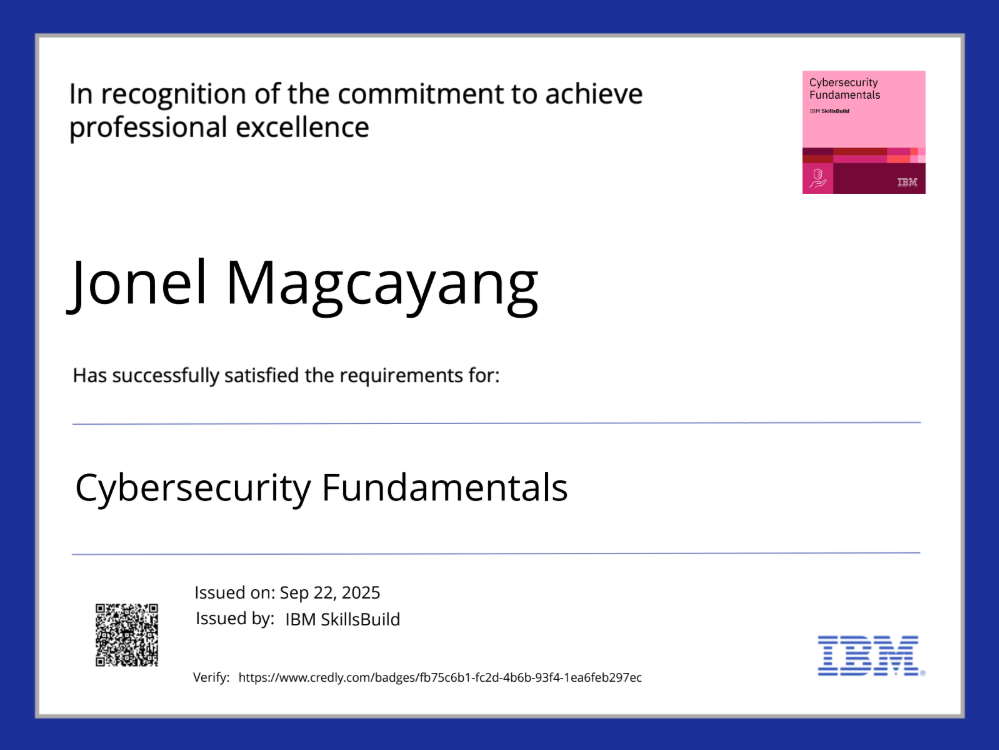 In recognition of the commitment to achieve
professional excellence
Cybersecurity
Fundamentals
IBM SkillsBuild
IBM
Jonel Magcayang
Has successfully satisfied the requirements for:
Cybersecurity Fundamentals
Issued on: Sep 22, 2025
Issued by: IBM SkillsBuild
Verify: https://www.credly.com/badges/fb75c6b1-fc2d-4b6b-93f4-1ea6feb297ec
IBM®